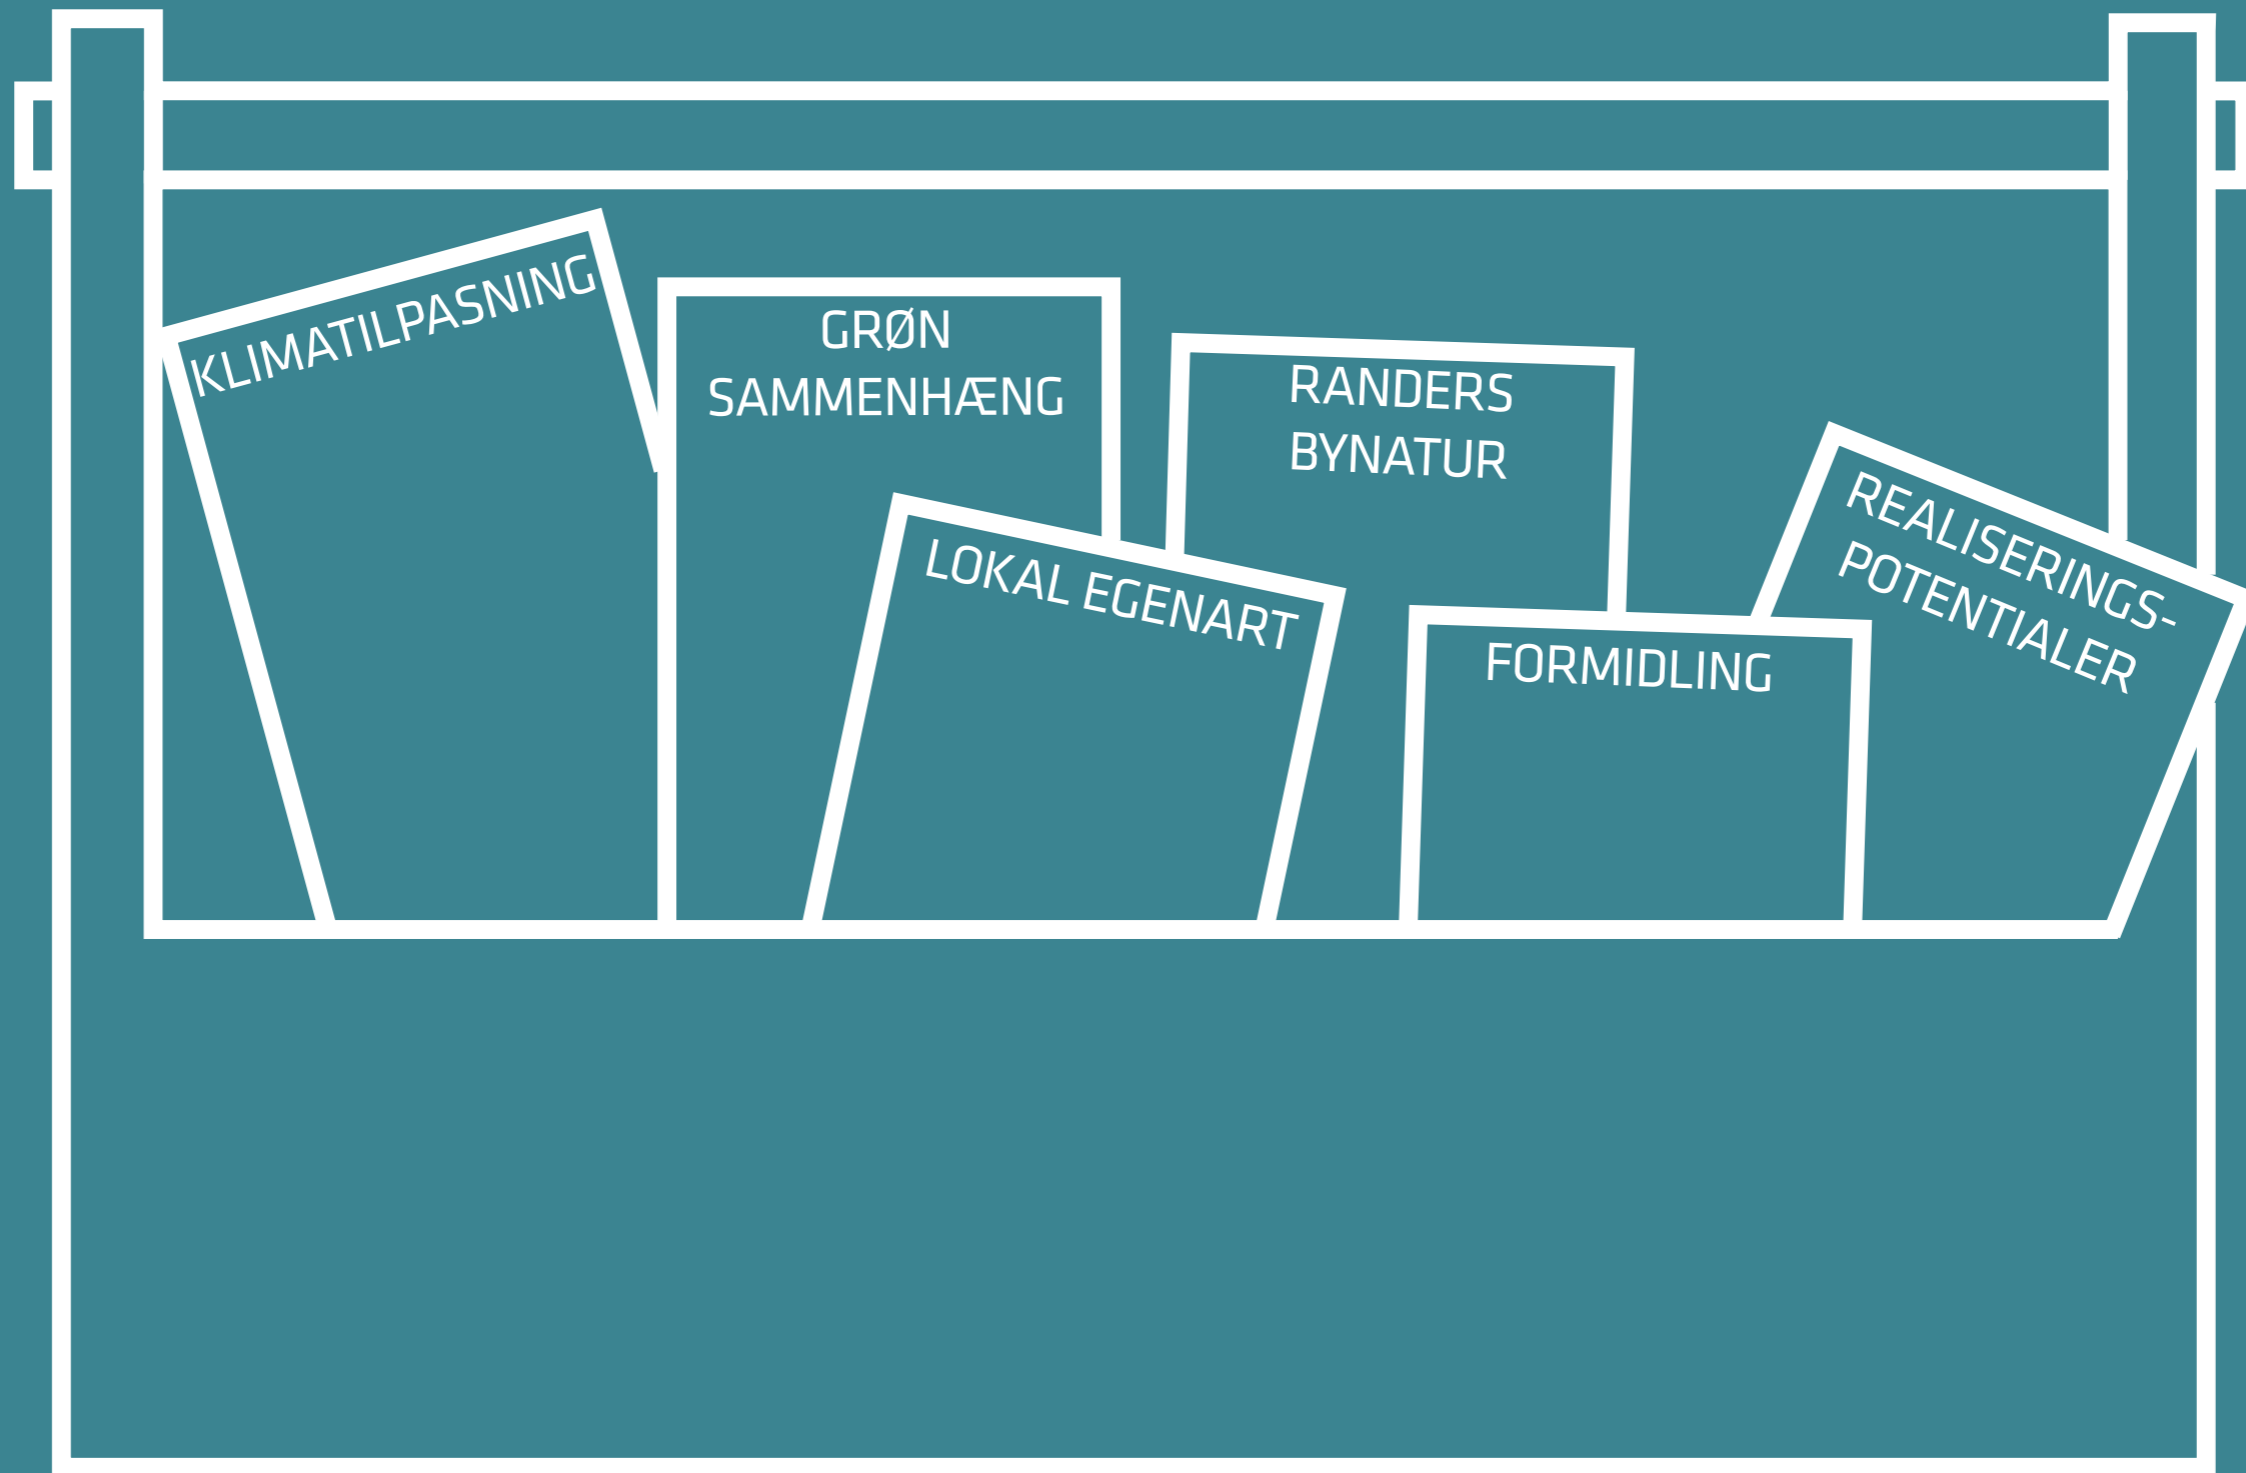 KLIMATILPASNING
GRØN
SAMMENHÆNG
RANDERS
BYNATUR
LOKAL EGENART
FORMIDLING
REALISERINGS-
POTENTIALER